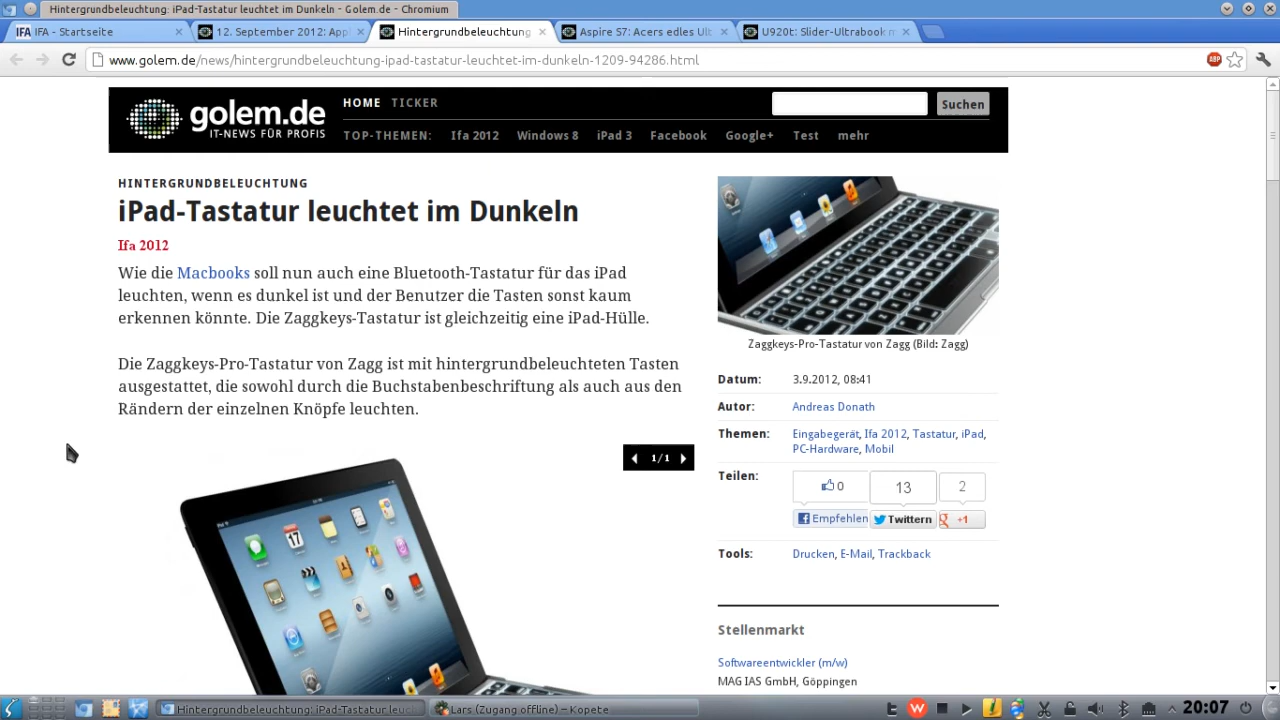 Hintergrundbeleuchtung: iPad-Tastatur leuchtet im Dunkeln - Golem.de - Chromium
IFA IFA - Startseite
12. September 2012: App
Hintergrundbeleuchtung
Aspire S7: Acers edles Ult
U920t: Slider-Ultrabook m
www.golem.de/news/hintergrundbeleuchtung-ipad-tastatur-leuchtet-im-dunkeln-1209-94286.html
ABP
golem.de
IT-NEWS FÜR PROFIS
HOME TICKER
Suchen
TOP-THEMEN: Ifa 2012 Windows 8 iPad 3 Facebook Google+ Test mehr
HINTERGRUNDBELEUCHTUNG
iPad-Tastatur leuchtet im Dunkeln
Ifa 2012
Wie die Macbooks soll nun auch eine Bluetooth-Tastatur für das iPad
leuchten, wenn es dunkel ist und der Benutzer die Tasten sonst kaum
erkennen könnte. Die Zaggkeys-Tastatur ist gleichzeitig eine iPad-Hülle.
Die Zaggkeys-Pro-Tastatur von Zagg ist mit hintergrundbeleuchteten Tasten
ausgestattet, die sowohl durch die Buchstabenbeschriftung als auch aus den
Rändern der einzelnen Knöpfe leuchten.
1/1
17
Zaggkeys-Pro-Tastatur von Zagg (Bild: Zagg)
Datum: 3.9.2012, 08:41
Autor: Andreas Donath
Themen: Eingabegerät, Ifa 2012, Tastatur, iPad,
PC-Hardware, Mobil
Teilen: 0 13 2
Empfehlen Twittern +1
Tools: Drucken, E-Mail, Trackback
Stellenmarkt
Softwareentwickler (m/w)
MAG IAS GmbH, Göppingen
Hintergrundbeleuchtung: iPad-Tastatur leuch
Lars (Zugang offline) – Kopete
20:07